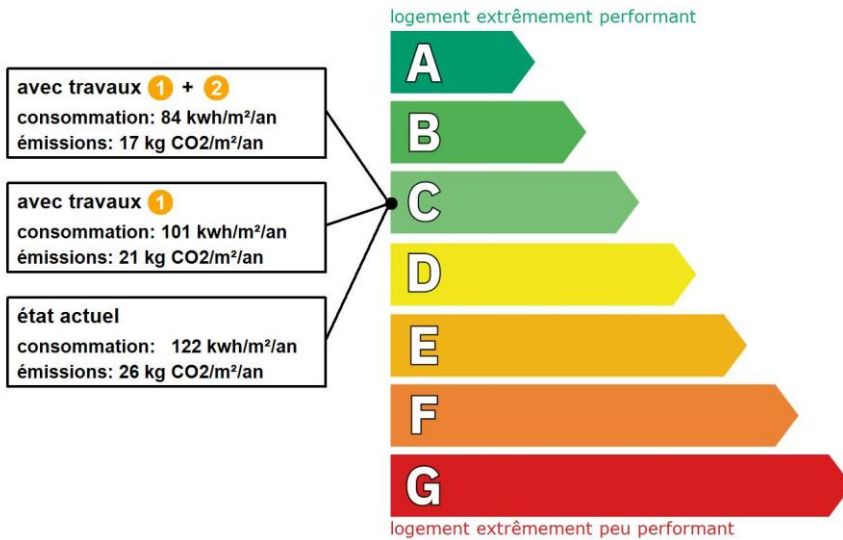 logement extrêmement performant
avec travaux 1 + 2
consommation: 84 kwh/m²/an
émissions: 17 kg CO2/m²/an
avec travaux 1
consommation: 101 kwh/m²/an
émissions: 21 kg CO2/m²/an
état actuel
consommation: 122 kwh/m²/an
émissions: 26 kg CO2/m²/an
A
B
C
D
E
F
G
logement extrêmement peu performant